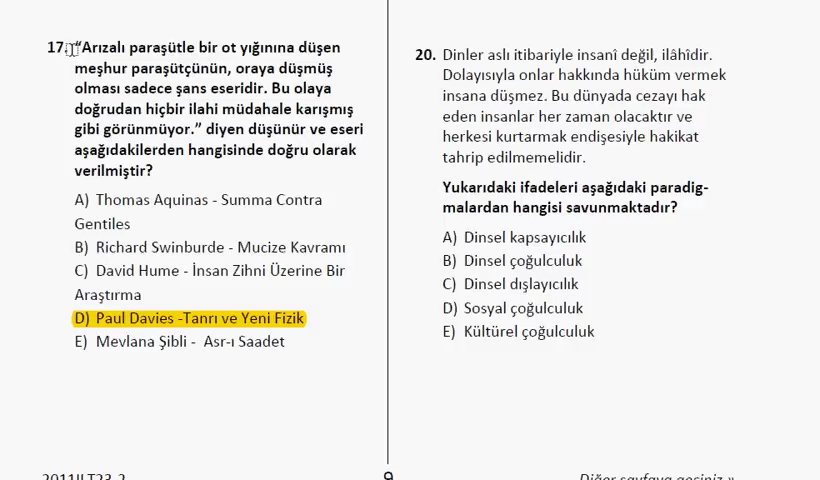 17. “Arızalı paraşütle bir ot yığınına düşen
meşhur paraşütçünün, oraya düşmüş
olması sadece şans eseridir. Bu olaya
doğrudan hiçbir ilahi müdahale karışmış
gibi görünmüyor.” diyen düşünür ve eseri
aşağıdakilerden hangisinde doğru olarak
verilmiştir?
A) Thomas Aquinas - Summa Contra
Gentiles
B) Richard Swinburde - Mucize Kavramı
C) David Hume - İnsan Zihni Üzerine Bir
Araştırma
D) Paul Davies -Tanrı ve Yeni Fizik
E) Mevlana Şibli - Asr-ı Saadet
20. Dinler aslı itibariyle insanî değil, ilâhîdir.
Dolayısıyla onlar hakkında hüküm vermek
insana düşmez. Bu dünyada cezayı hak
eden insanlar her zaman olacaktır ve
herkesi kurtarmak endişesiyle hakikat
tahrip edilmemelidir.
Yukarıdaki ifadeleri aşağıdaki paradig-
malardan hangisi savunmaktadır?
A) Dinsel kapsayıcılık
B) Dinsel çoğulculuk
C) Dinsel dışlayıcılık
D) Sosyal çoğulculuk
E) Kültürel çoğulculuk
9
Diğer sayfaya geçiniz »